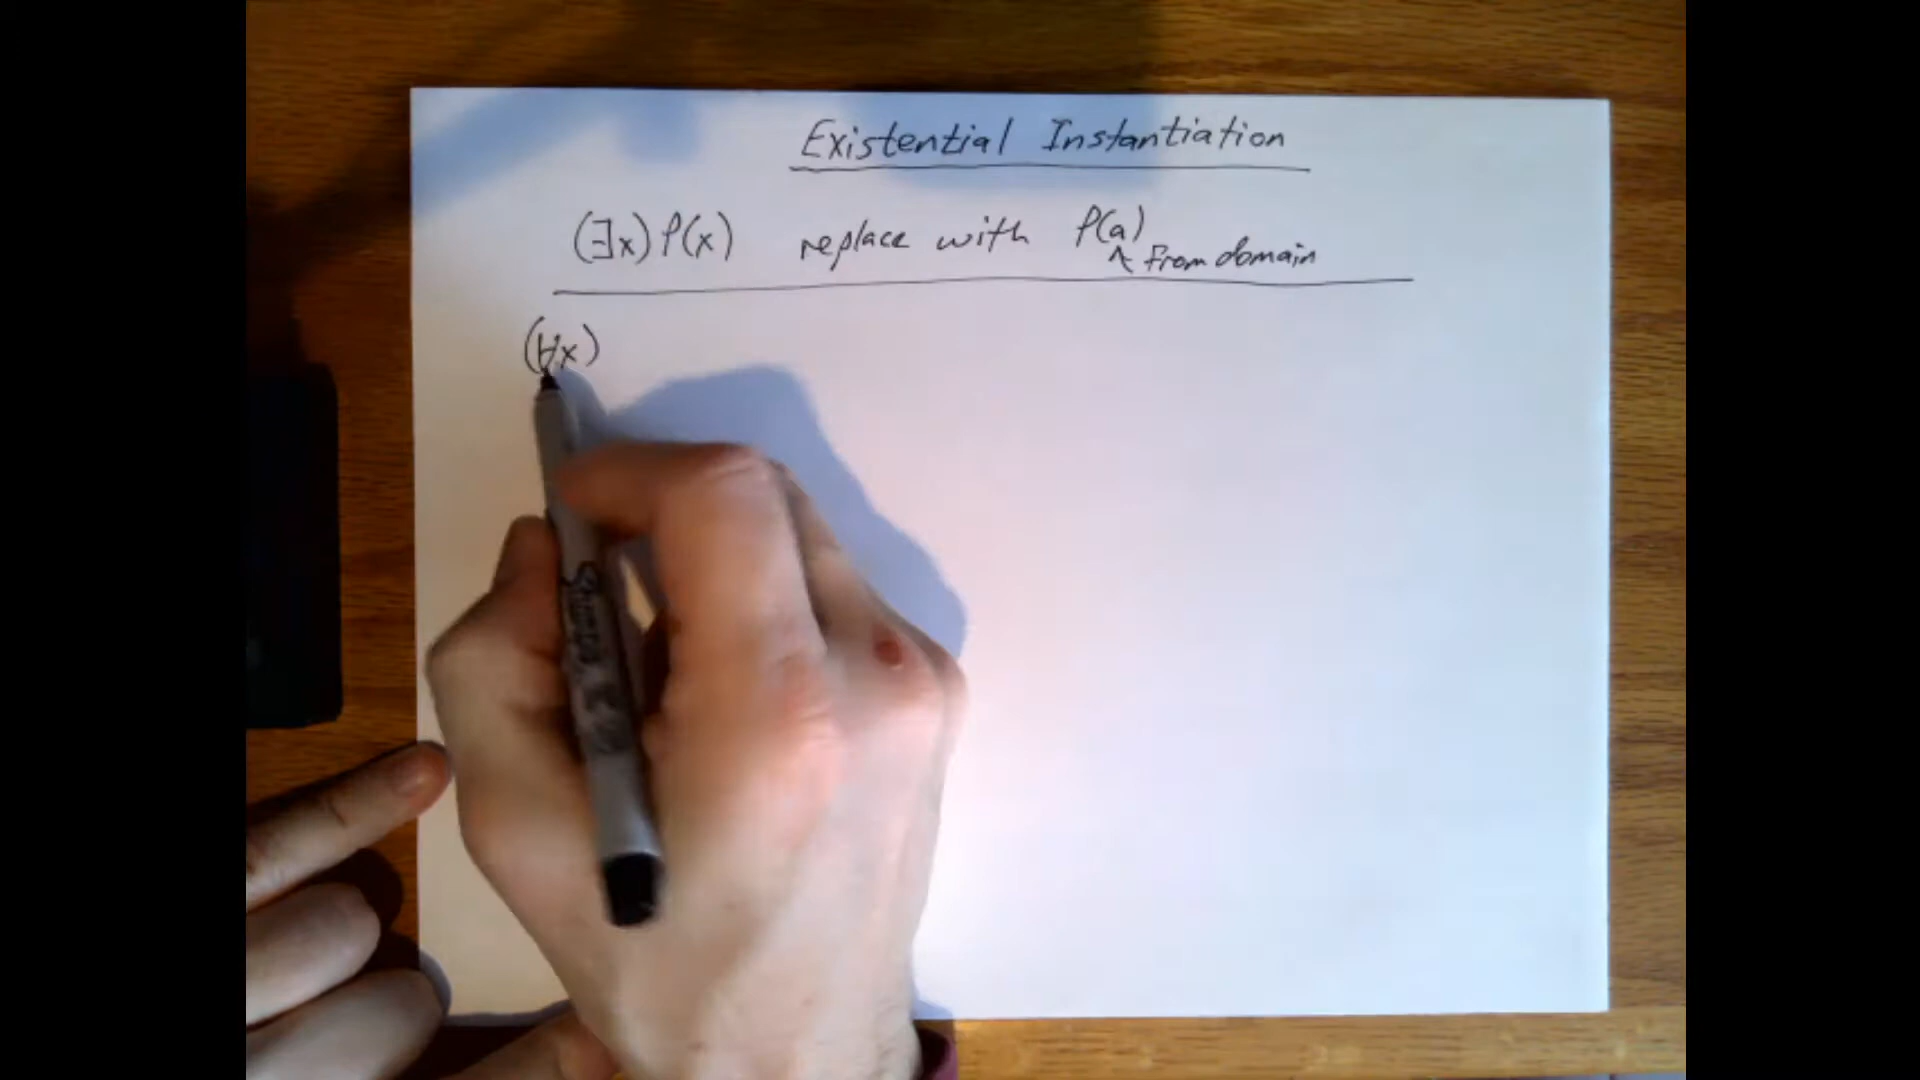 Existential Instantiation
(∃x)P(x) replace with P(a)
^ from domain
(∀x)